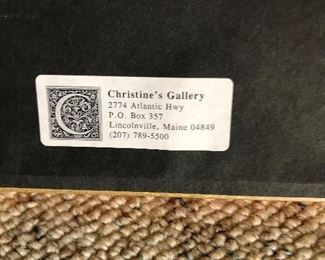 C
Christine's Gallery
2774 Atlantic Hwy
P.O. Box 357
Lincolnville, Maine 04849
(207) 789-5500